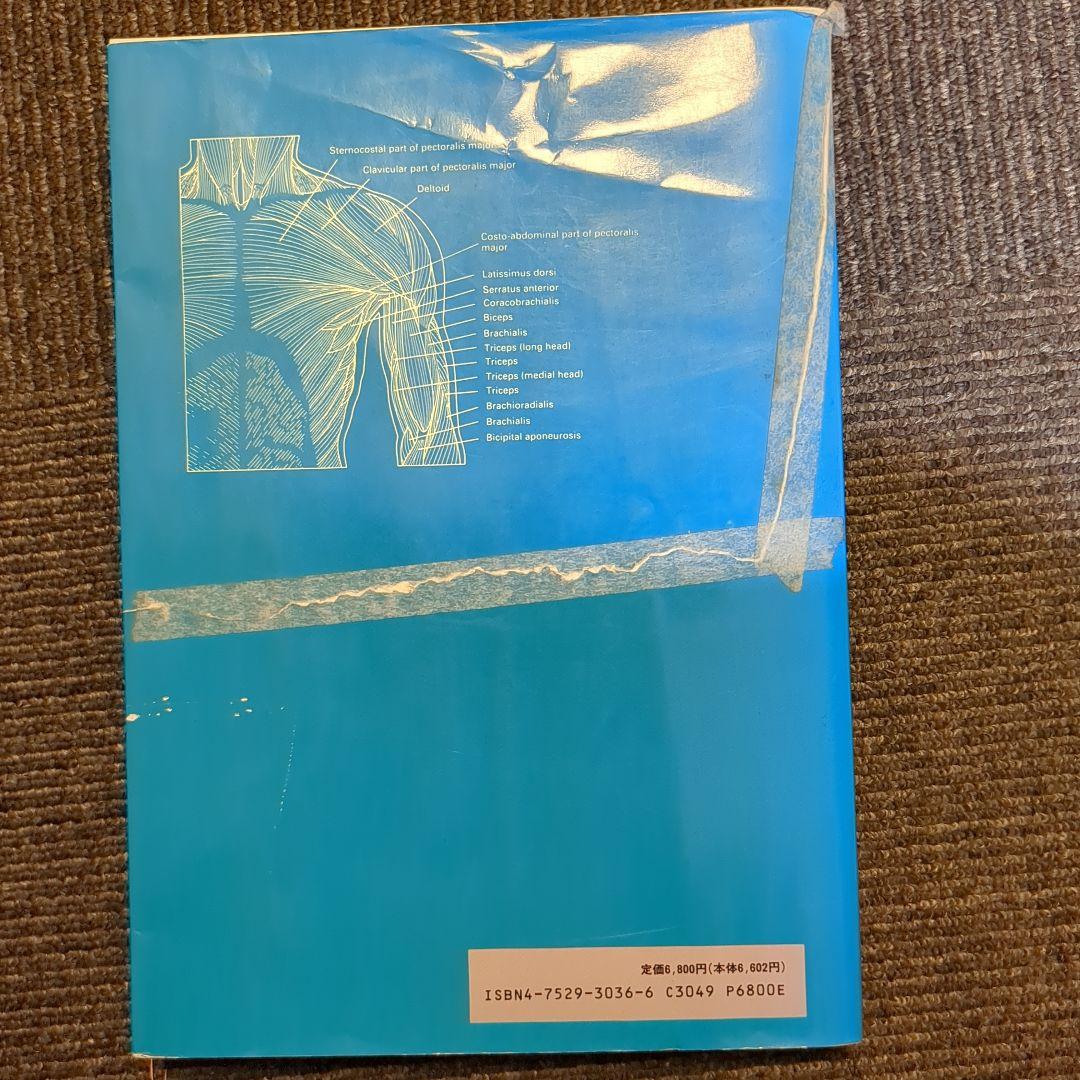 Sternocostal part of pectoralis major
Clavicular part of pectoralis major
Deltoid
Costo-abdominal part of pectoralis
major
Latissimus dorsi
Serratus anterior
Coracobrachialis
Biceps
Brachialis
Triceps (long head)
Triceps
Triceps (medial head)
Triceps
Brachioradialis
Brachialis
Bicipital aponeurosis
定価6,800円(本体6,602円)
ISBN4-7529-3036-6 C3049 P6800E